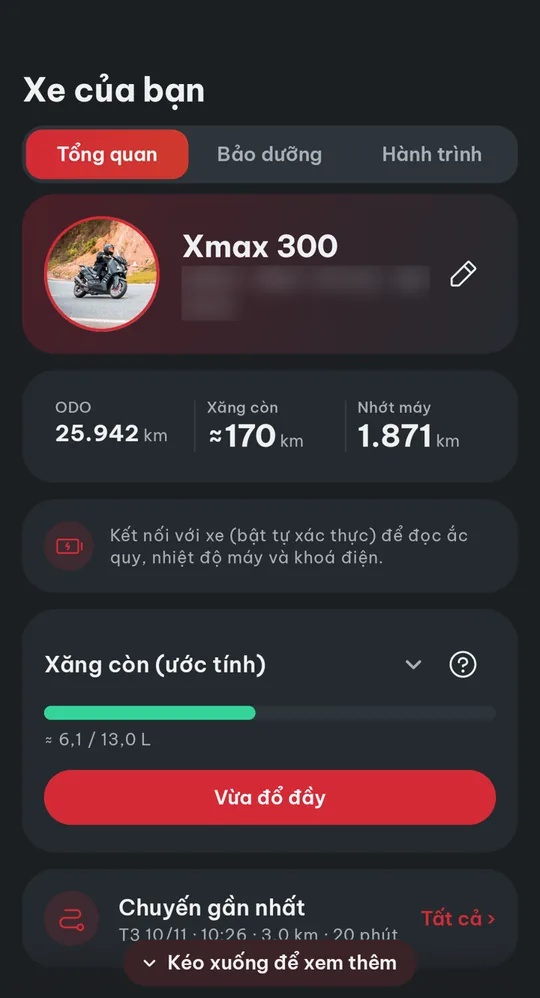 Xe của bạn
Tổng quan Bảo dưỡng Hành trình
Xmax 300
ODO Xăng còn Nhớt máy
25.942 km ≈170 km 1.871 km
Kết nối với xe (bật tự xác thực) để đọc ắc
quy, nhiệt độ máy và khoá điện.
Xăng còn (ước tính)
≈ 6,1 / 13,0 L
Vừa đổ đầy
Chuyến gần nhất
Tất cả ›
T3 10/11 · 10:26 · 3,0 km · 20 phút
Kéo xuống để xem thêm